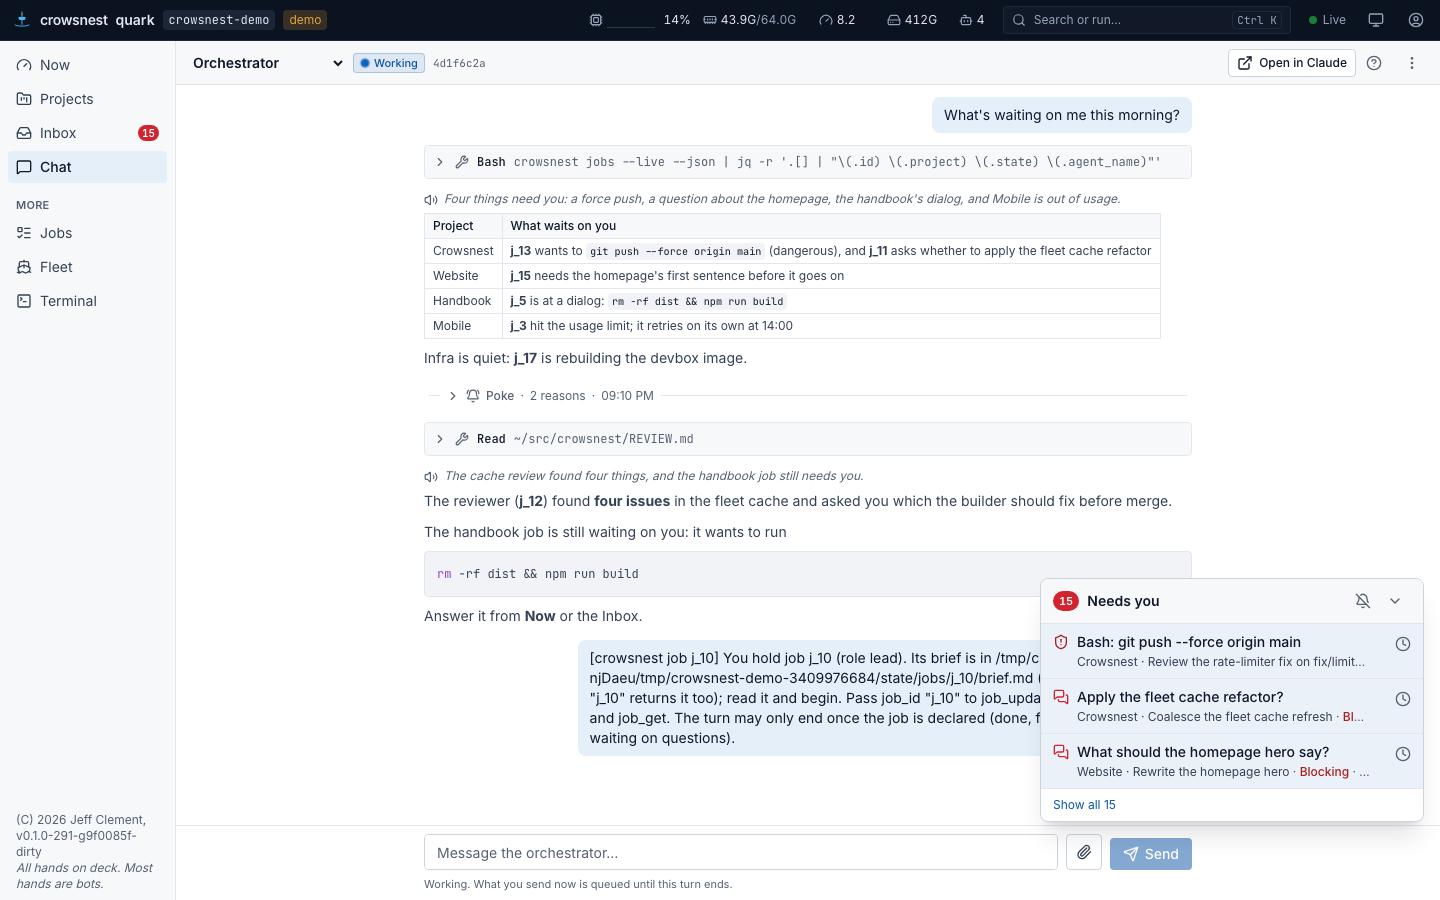 crowsnest quark crowsnest-demo demo 14% 43.9G/64.0G 8.2 412G 4 Search or run... Ctrl K Live
Now
Projects
Inbox 15
Chat
MORE
Jobs
Fleet
Terminal
(C) 2026 Jeff Clement,
v0.1.0-291-g9f0085f-
dirty
All hands on deck. Most
hands are bots.
Orchestrator Working 4d1f6c2a Open in Claude
What's waiting on me this morning?
Bash crowsnest jobs --live --json | jq -r '.[] | "\(.id) \(.project) \(.state) \(.agent_name)"'
Four things need you: a force push, a question about the homepage, the handbook's dialog, and Mobile is out of usage.
Project What waits on you
Crowsnest j_13 wants to git push --force origin main (dangerous), and j_11 asks whether to apply the fleet cache refactor
Website j_15 needs the homepage's first sentence before it goes on
Handbook j_5 is at a dialog: rm -rf dist && npm run build
Mobile j_3 hit the usage limit; it retries on its own at 14:00
Infra is quiet: j_17 is rebuilding the devbox image.
Poke · 2 reasons · 09:10 PM
Read ~/src/crowsnest/REVIEW.md
The cache review found four things, and the handbook job still needs you.
The reviewer (j_12) found four issues in the fleet cache and asked you which the builder should fix before merge.
The handbook job is still waiting on you: it wants to run
rm -rf dist && npm run build
Answer it from Now or the Inbox.
[crowsnest job j_10] You hold job j_10 (role lead). Its brief is in /tmp/c
njDaeu/tmp/crowsnest-demo-3409976684/state/jobs/j_10/brief.md (
"j_10" returns it too); read it and begin. Pass job_id "j_10" to job_upda
and job_get. The turn may only end once the job is declared (done, f
waiting on questions).
15 Needs you
Bash: git push --force origin main
Crowsnest · Review the rate-limiter fix on fix/limit...
Apply the fleet cache refactor?
Crowsnest · Coalesce the fleet cache refresh · Bl...
What should the homepage hero say?
Website · Rewrite the homepage hero · Blocking · ...
Show all 15
Message the orchestrator... Send
Working. What you send now is queued until this turn ends.